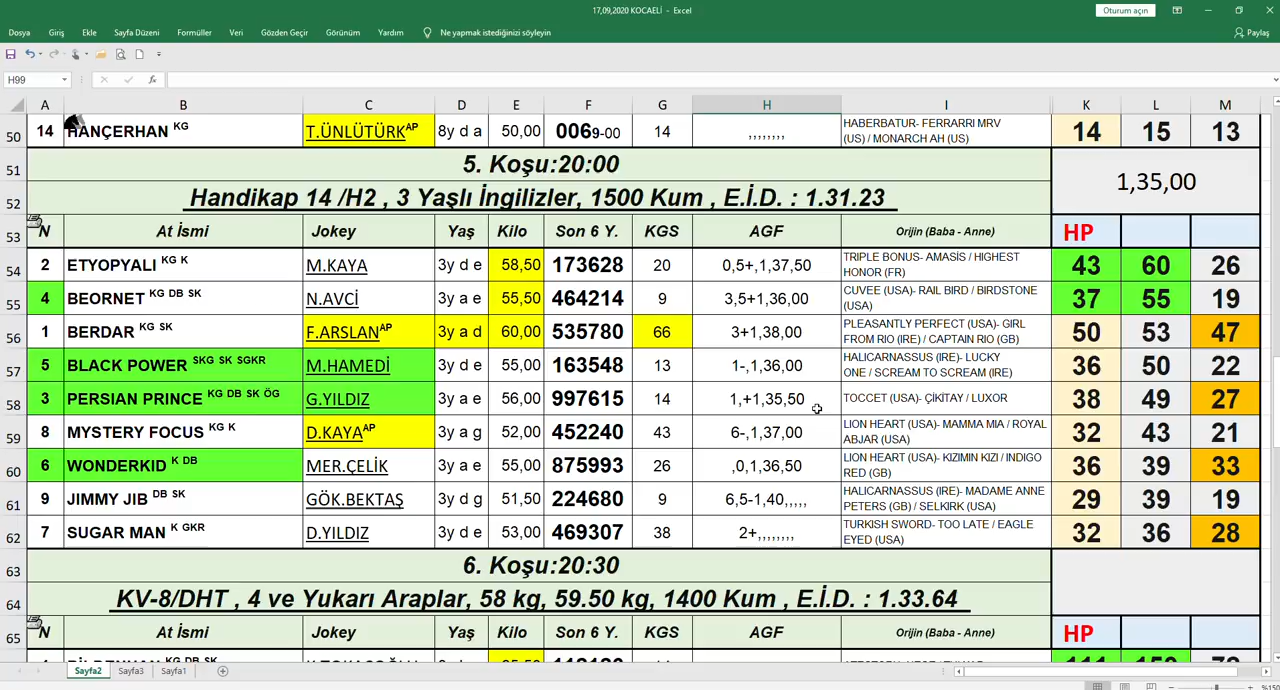 17,09,2020 KOCAELİ - Excel
Oturum açın
Dosya Giriş Ekle Sayfa Düzeni Formüller Veri Gözden Geçir Görünüm Yardım Ne yapmak istediğinizi söyleyin Paylaş
H99 fx
A B C D E F G H I K L M
50 14 HANÇERHAN KG T.ÜNLÜTÜRKAP 8y d a 50,00 0069-00 14 ,,,,,,,, HABERBATUR- FERRARRI MRV (US) / MONARCH AH (US) 14 15 13
51 5. Koşu:20:00 1,35,00
52 Handikap 14 /H2 , 3 Yaşlı İngilizler, 1500 Kum , E.İ.D. : 1.31.23
53 N At İsmi Jokey Yaş Kilo Son 6 Y. KGS AGF Orijin (Baba - Anne) HP
54 2 ETYOPYALI KG K M.KAYA 3y d e 58,50 173628 20 0,5+,1,37,50 TRIPLE BONUS- AMASİS / HIGHEST HONOR (FR) 43 60 26
55 4 BEORNET KG DB SK N.AVCİ 3y a e 55,50 464214 9 3,5+1,36,00 CUVEE (USA)- RAIL BIRD / BIRDSTONE (USA) 37 55 19
56 1 BERDAR KG SK F.ARSLANAP 3y a d 60,00 535780 66 3+1,38,00 PLEASANTLY PERFECT (USA)- GIRL FROM RIO (IRE) / CAPTAIN RIO (GB) 50 53 47
57 5 BLACK POWER SKG SK SGKR M.HAMEDİ 3y d e 55,00 163548 13 1-,1,36,00 HALICARNASSUS (IRE)- LUCKY ONE / SCREAM TO SCREAM (IRE) 36 50 22
58 3 PERSIAN PRINCE KG DB SK ÖG G.YILDIZ 3y a e 56,00 997615 14 1,+1,35,50 TOCCET (USA)- ÇİKİTAY / LUXOR 38 49 27
59 8 MYSTERY FOCUS KG K D.KAYAAP 3y a g 52,00 452240 43 6-,1,37,00 LION HEART (USA)- MAMMA MIA / ROYAL ABJAR (USA) 32 43 21
60 6 WONDERKID K DB MER.ÇELİK 3y a e 55,00 875993 26 ,0,1,36,50 LION HEART (USA)- KIZIMIN KIZI / INDIGO RED (GB) 36 39 33
61 9 JIMMY JIB DB SK GÖK.BEKTAŞ 3y d g 51,50 224680 9 6,5-1,40,,,,, HALICARNASSUS (IRE)- MADAME ANNE PETERS (GB) / SELKIRK (USA) 29 39 19
62 7 SUGAR MAN K GKR D.YILDIZ 3y d e 53,00 469307 38 2+,,,,,,,, TURKISH SWORD- TOO LATE / EAGLE EYED (USA) 32 36 28
63 6. Koşu:20:30
64 KV-8/DHT , 4 ve Yukarı Araplar, 58 kg, 59.50 kg, 1400 Kum , E.İ.D. : 1.33.64
65 N At İsmi Jokey Yaş Kilo Son 6 Y. KGS AGF Orijin (Baba - Anne) HP
Sayfa2 Sayfa3 Sayfa1
%150